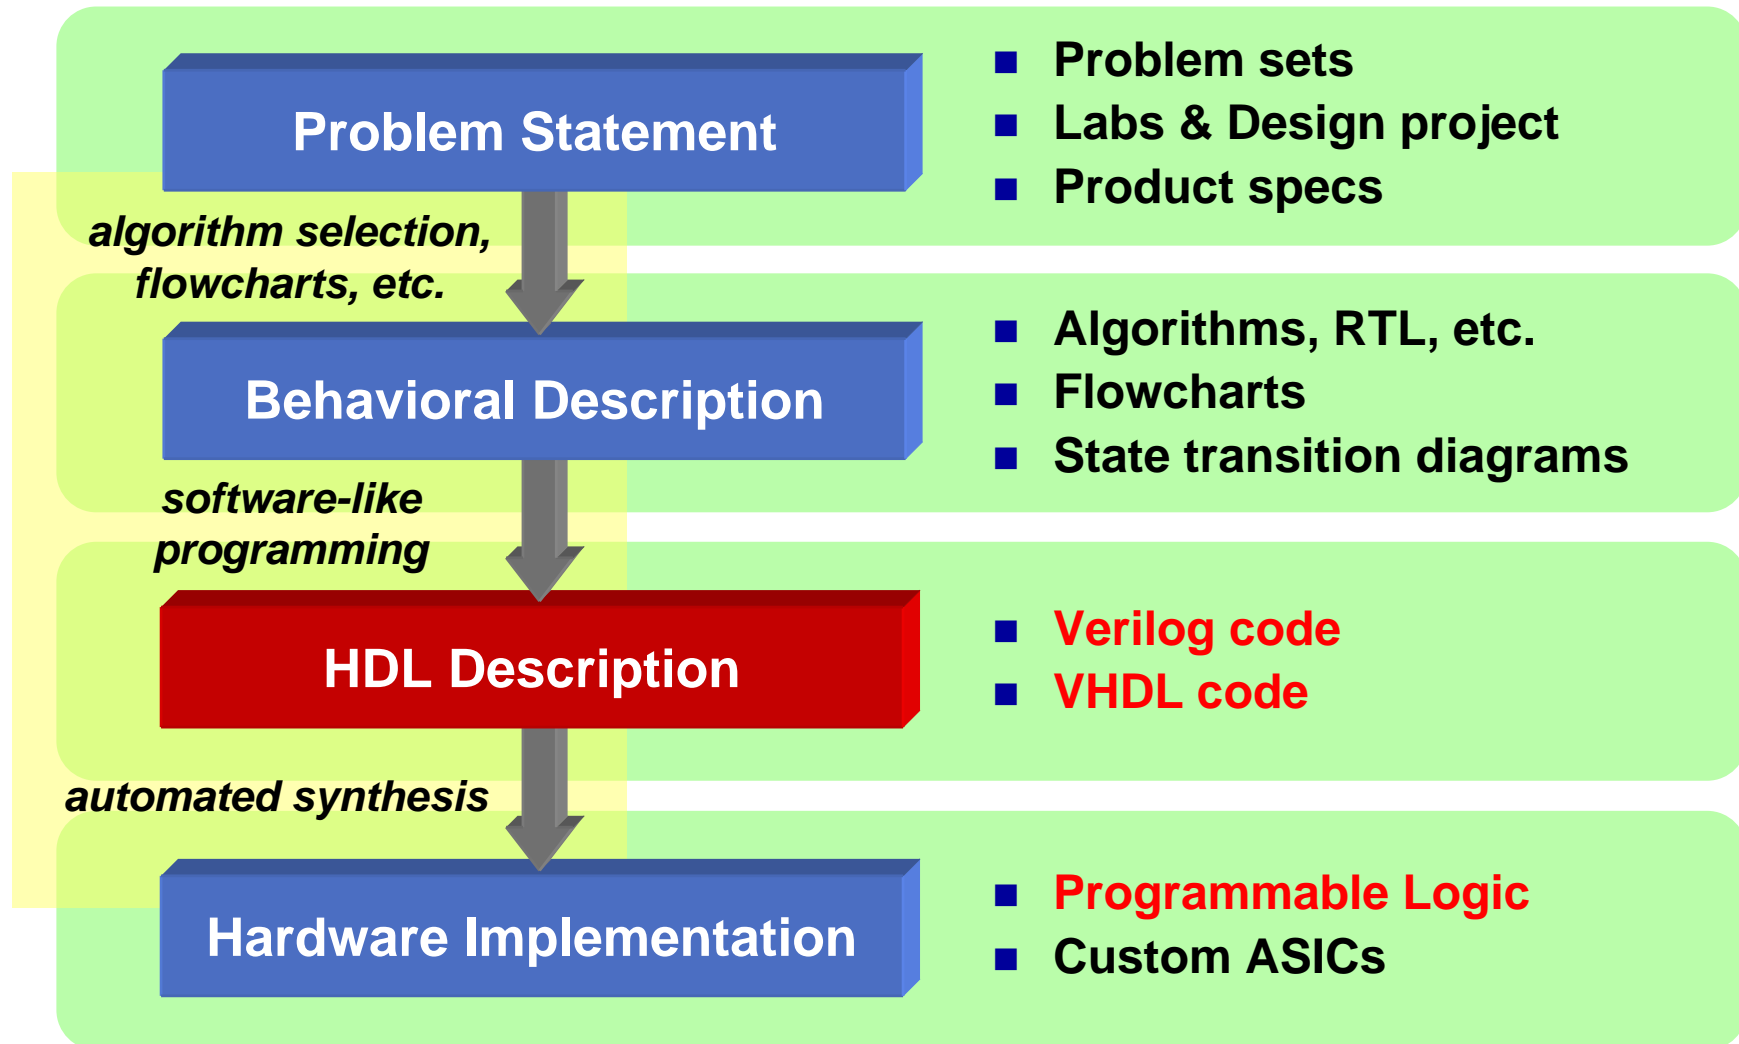 Problem Statement
Problem sets
Labs & Design project
Product specs
algorithm selection,
flowcharts, etc.
Behavioral Description
Algorithms, RTL, etc.
Flowcharts
State transition diagrams
software-like
programming
HDL Description
Verilog code
VHDL code
automated synthesis
Hardware Implementation
Programmable Logic
Custom ASICs